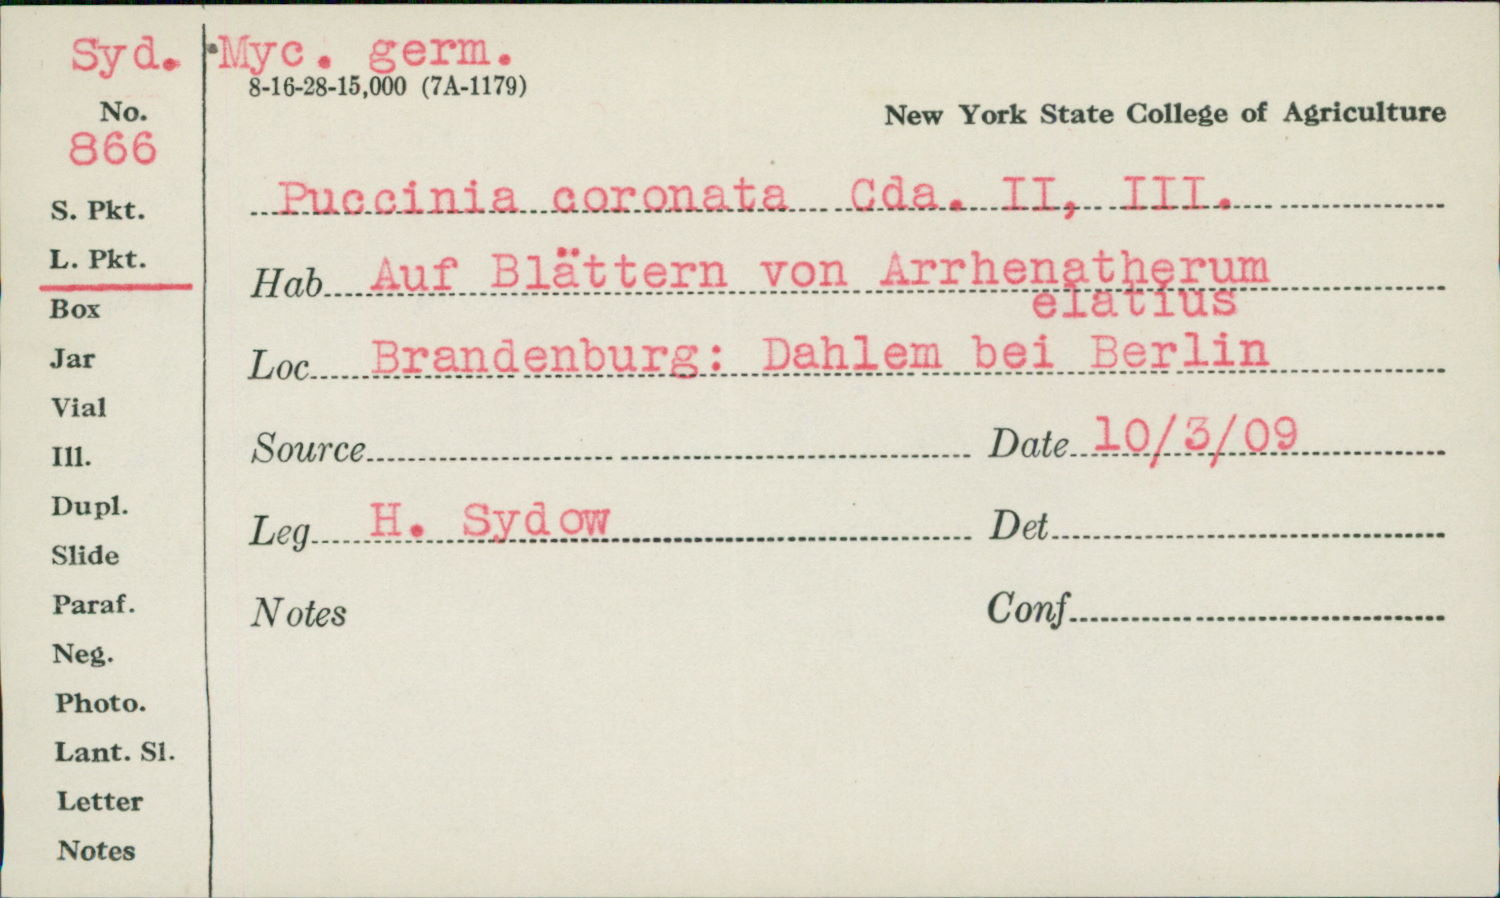 Syd. Myc. germ.
8-16-28-15,000 (7A-1179)
No.
866
New York State College of Agriculture
Puccinia coronata Cda. II, III.
S. Pkt.
L. Pkt.
Hab Auf Blättern von Arrhenatherum
elatius
Box
Loc Brandenburg: Dahlem bei Berlin
Jar
Vial
Source Date 10/3/09
Ill.
Dupl.
Leg H. Sydow Det
Slide
Paraf.
Notes Conf
Neg.
Photo.
Lant. Sl.
Letter
Notes